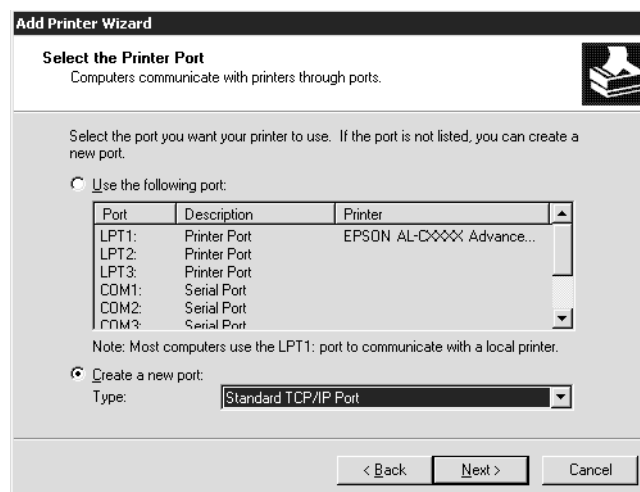 Add Printer Wizard
Select the Printer Port
Computers communicate with printers through ports.
Select the port you want your printer to use. If the port is not listed, you can create a
new port.
Use the following port:
Port Description Printer
LPT1: Printer Port EPSON AL-CXXXX Advance...
LPT2: Printer Port
LPT3: Printer Port
COM1: Serial Port
COM2: Serial Port
COM3: Serial Port
Note: Most computers use the LPT1: port to communicate with a local printer.
Create a new port:
Type: Standard TCP/IP Port
< Back Next > Cancel